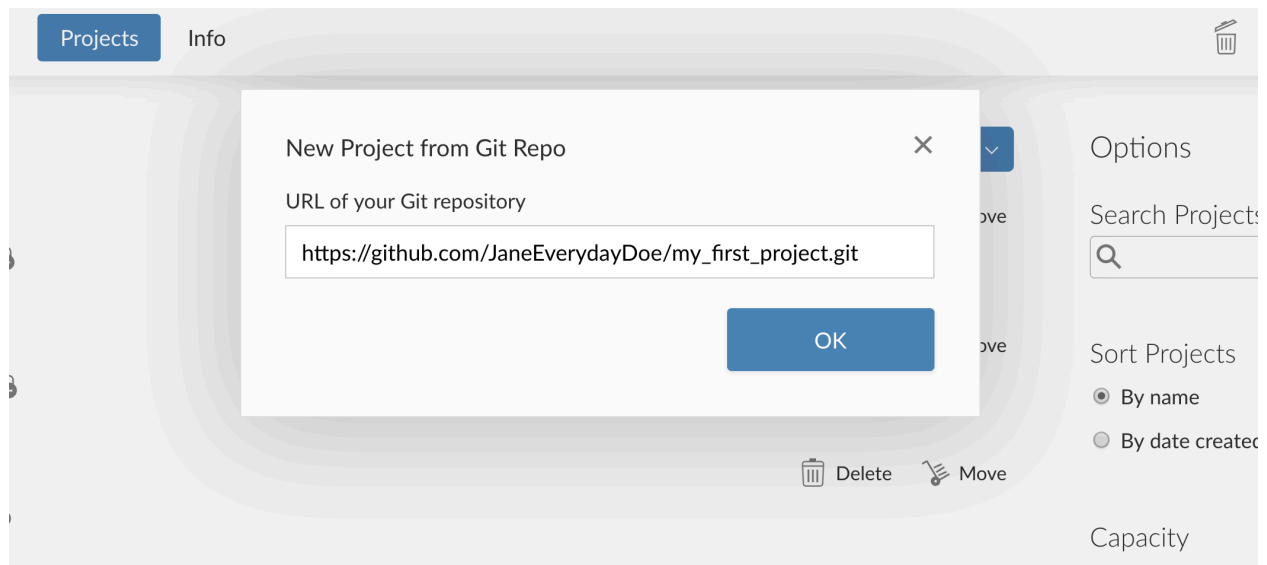 Projects Info
New Project from Git Repo
URL of your Git repository
https://github.com/JaneEverydayDoe/my_first_project.git
OK
Delete Move
Options
Search Projects
Sort Projects
By name
By date created
Capacity